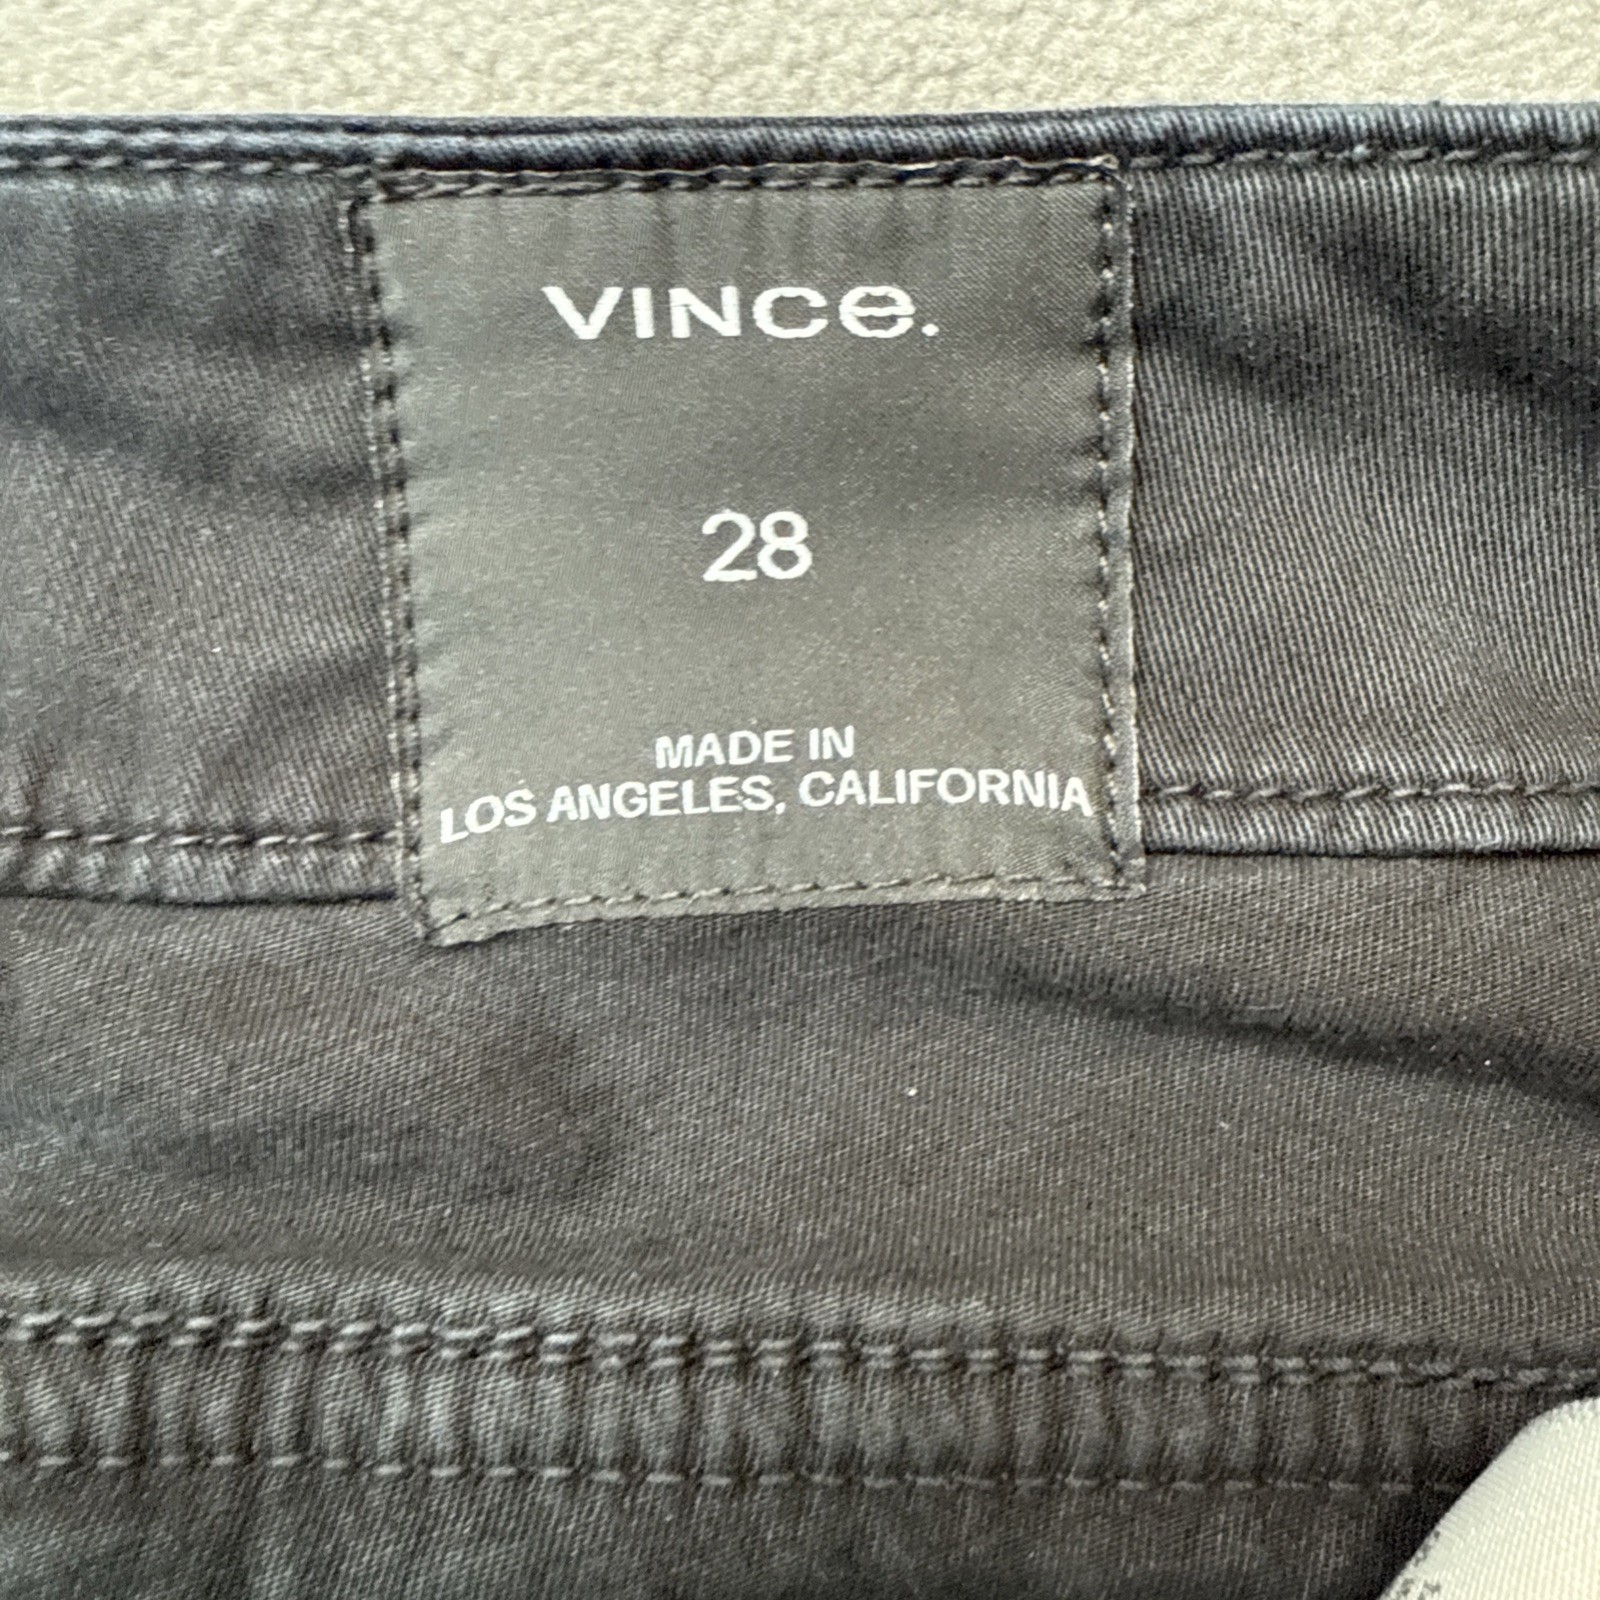 VINCe.
28
MADE IN
LOS ANGELES, CALIFORNIA